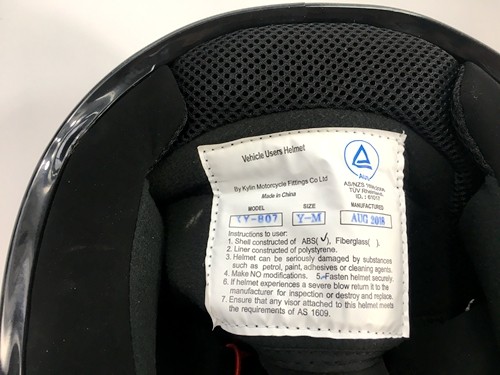 Vehicle Users Helmet
By Kylin Motorcycle Fittings Co Ltd
Made in China
AS/NZS 1698:2006
TÜV Rheinland
ID. : 61011
MODEL SIZE MANUFACTURED
KY-B07 Y-M AUG 2018
Instructions to user:
1. Shell constructed of ABS(✓), Fiberglass( ).
2. Liner constructed of polystyrene.
3. Helmet can be seriously damaged by substances
such as petrol, paint, adhesives or cleaning agents.
4. Make NO modifications. 5. Fasten helmet securely.
6. If helmet experiences a severe blow return it to the
manufacturer for inspection or destroy and replace.
7. Ensure that any visor attached to this helmet meets
the requirements of AS 1609.